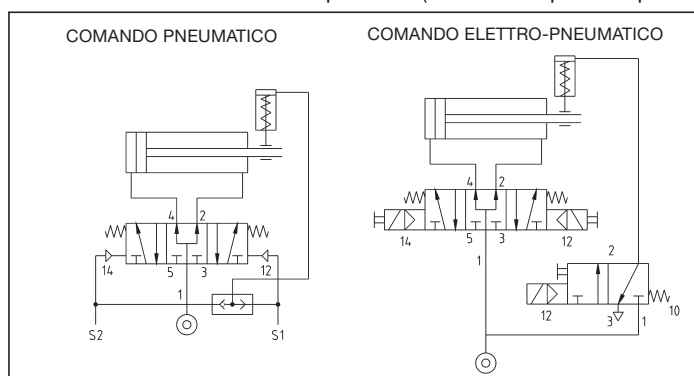 COMANDO PNEUMATICO
COMANDO ELETTRO-PNEUMATICO
4 2
14 5 3 12
1
S2 S1
4 2
14 5 3 12
1
2
12 3 1 10